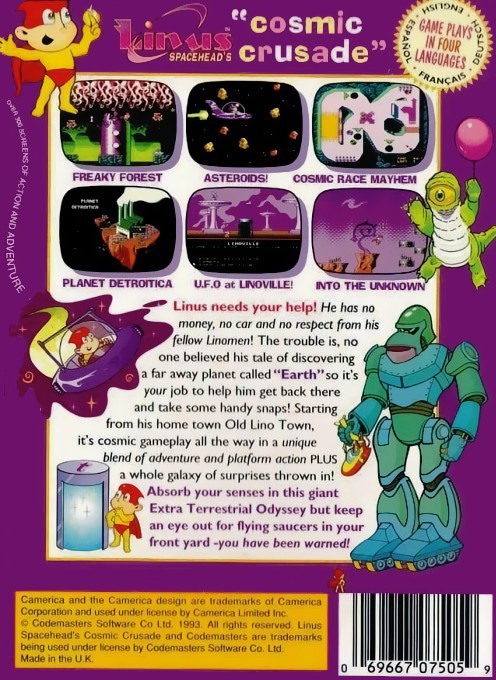 Linus TM "cosmic
SPACEHEAD'S crusade"
GAME PLAYS
IN FOUR
LANGUAGES
ENGLISH · DEUTSCH · FRANÇAIS · ESPAÑOL
over 100 SCREENS OF ACTION AND ADVENTURE
FREAKY FOREST
ASTEROIDS!
COSMIC RACE MAYHEM
PLANET
DETROITICA
LINOVILLE
PLANET DETROITICA
U.F.O at LINOVILLE!
INTO THE UNKNOWN
Linus needs your help! He has no
money, no car and no respect from his
fellow Linomen! The trouble is, no
one believed his tale of discovering
a far away planet called "Earth" so it's
your job to help him get back there
and take some handy snaps! Starting
from his home town Old Lino Town,
it's cosmic gameplay all the way in a unique
blend of adventure and platform action PLUS
a whole galaxy of surprises thrown in!
Absorb your senses in this giant
Extra Terrestrial Odyssey but keep
an eye out for flying saucers in your
front yard -you have been warned!
Camerica and the Camerica design are trademarks of Camerica
Corporation and used under license by Camerica Limited Inc.
© Codemasters Software Co Ltd. 1993. All rights reserved. Linus
Spacehead's Cosmic Crusade and Codemasters are trademarks
being used under license by Codemasters Software Co. Ltd.
Made in the U.K.
0 69667 07505 9